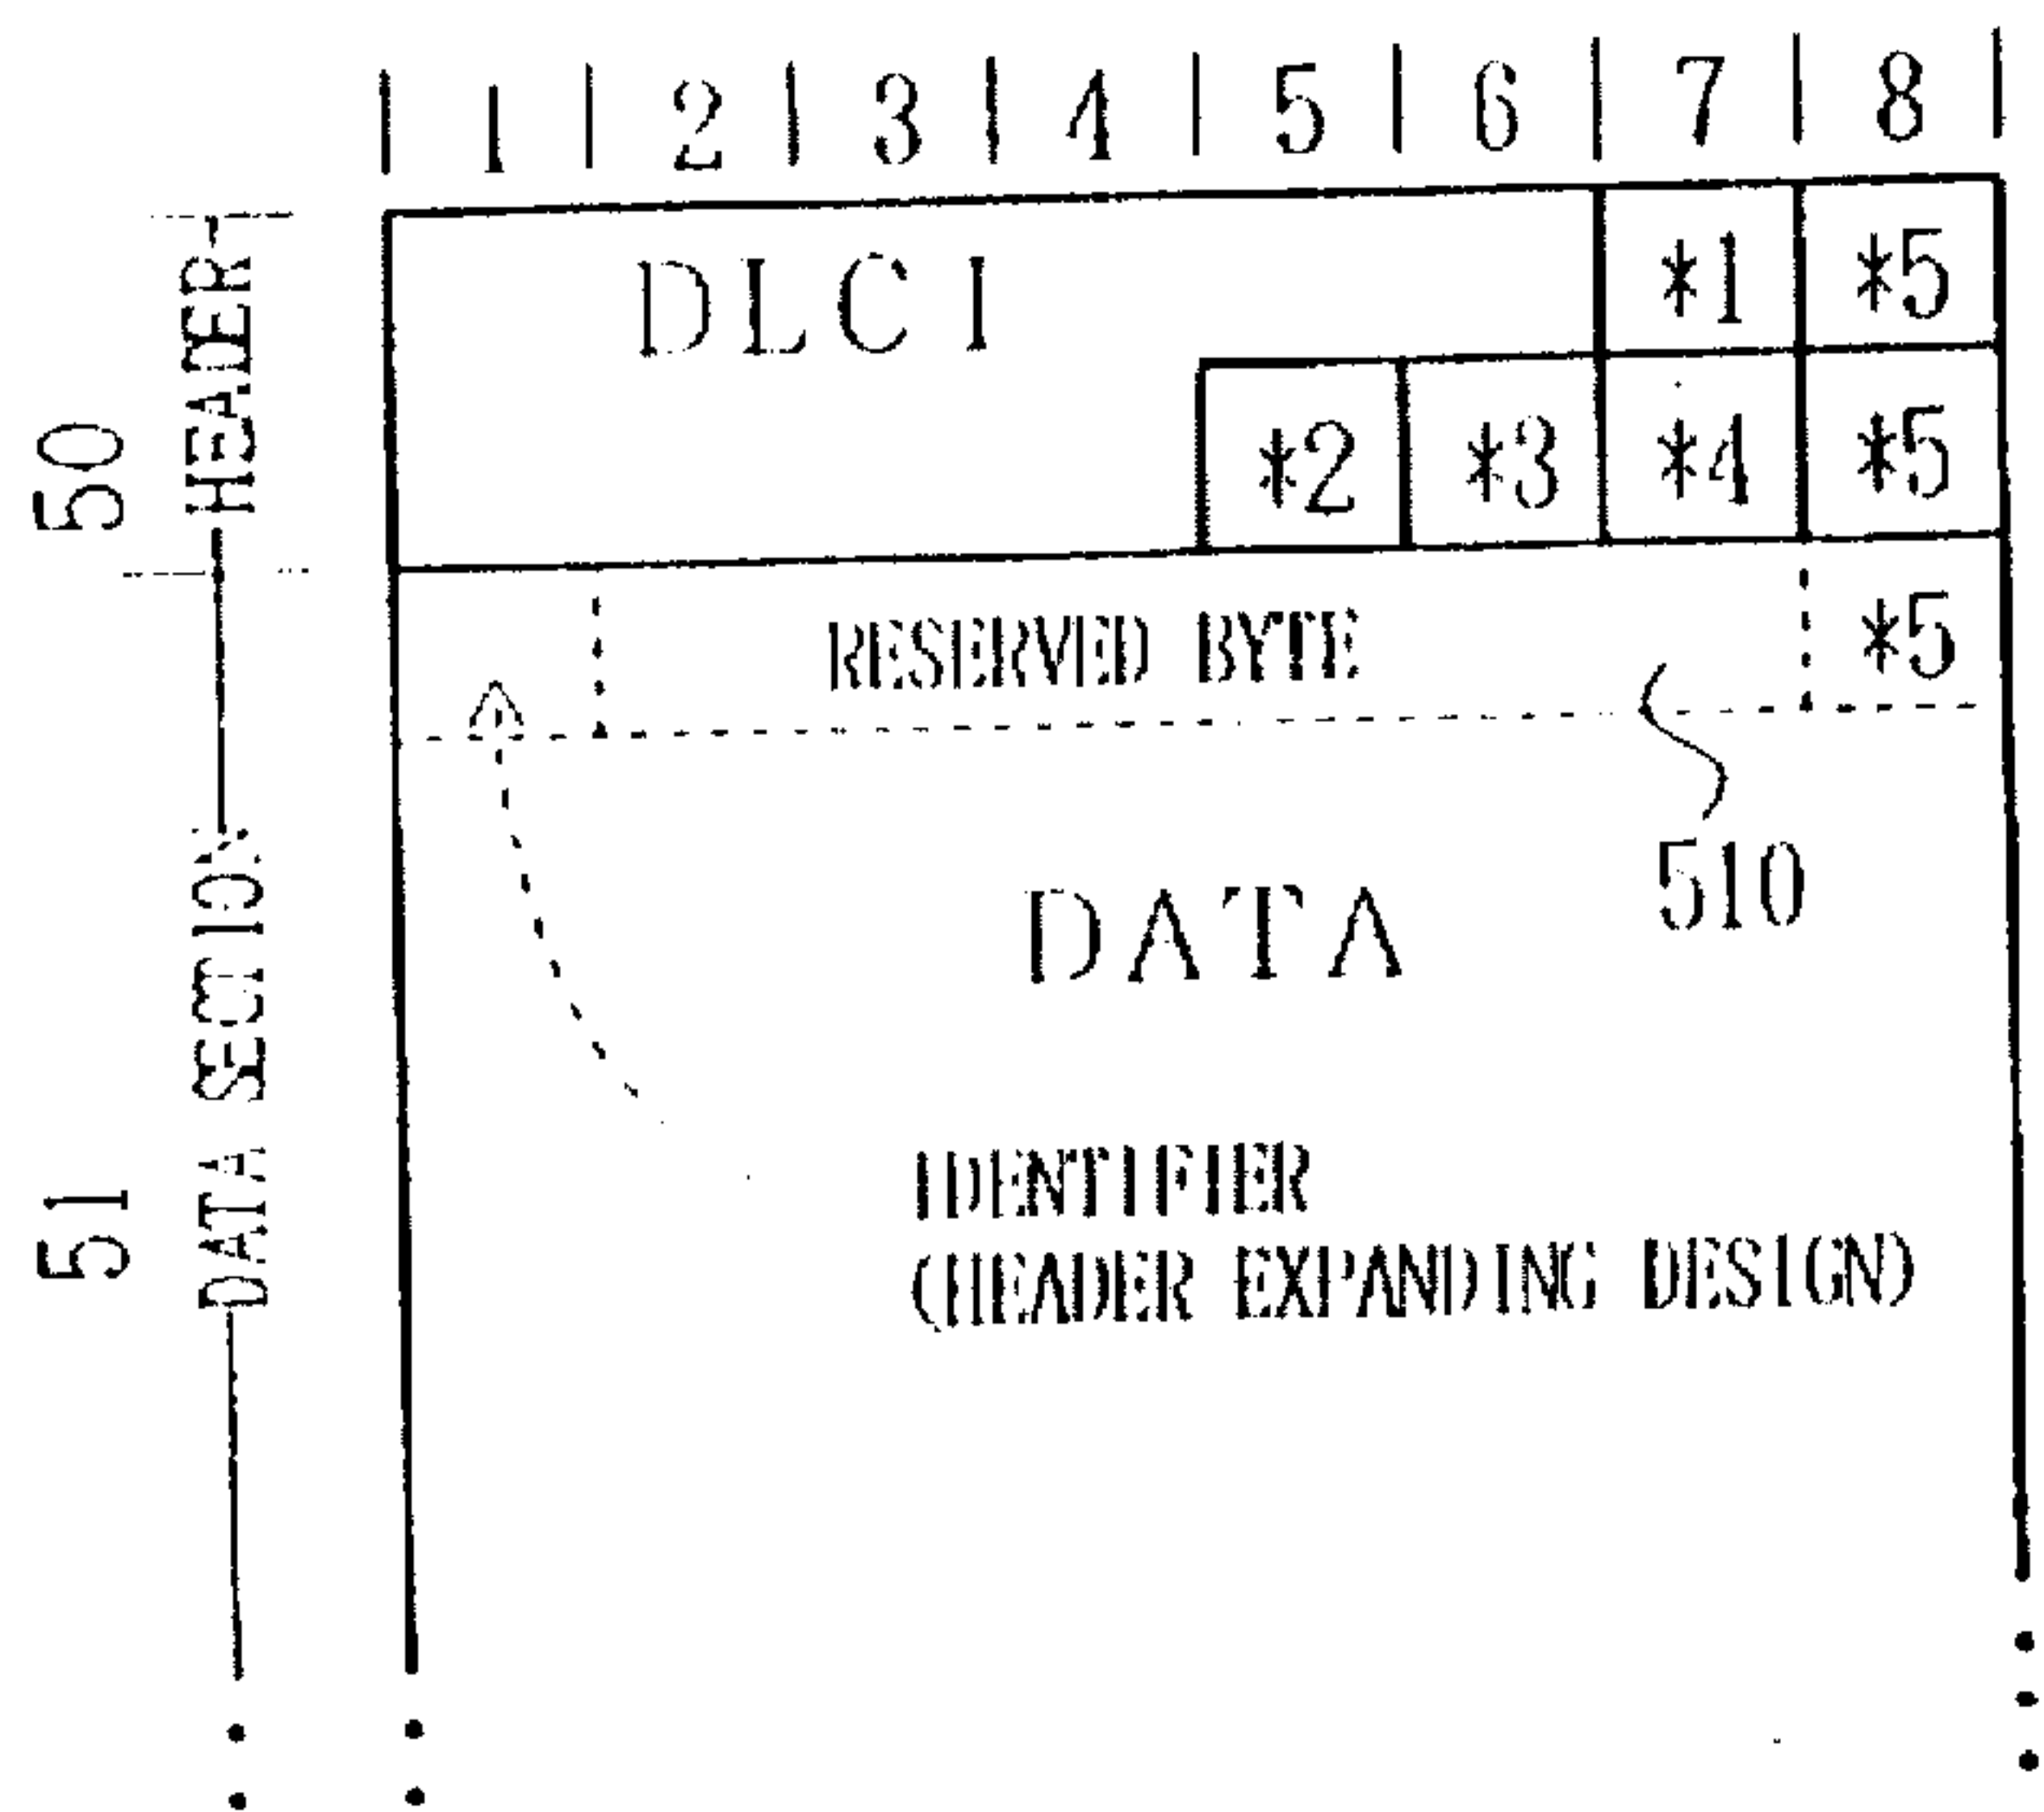 1 2 3 4 5 6 7 8
DLCI *1 *5
*2 *3 *4 *5
50 HEADER
RESERVED BYTE *5
510
DATA
51 DATA SECTION
IDENTIFIER
(HEADER EXPANDING DESIGN)